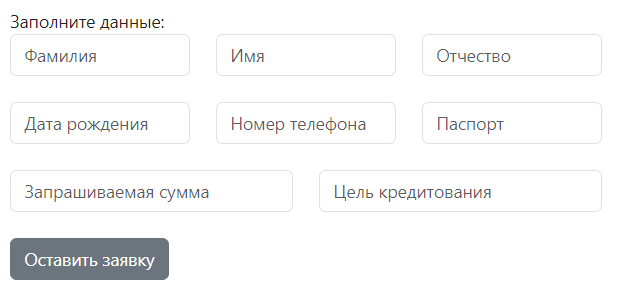 Заполните данные:
Фамилия Имя Отчество
Дата рождения Номер телефона Паспорт
Запрашиваемая сумма Цель кредитования
Оставить заявку